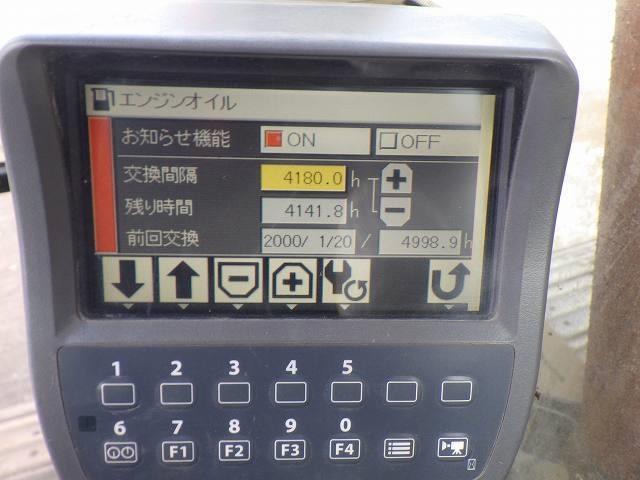 エンジンオイル
お知らせ機能 ON OFF
交換間隔 4180.0 h
残り時間 4141.8 h
前回交換 2000/ 1/20 / 4998.9 h
1 2 3 4 5
6 7 8 9 0
F1 F2 F3 F4